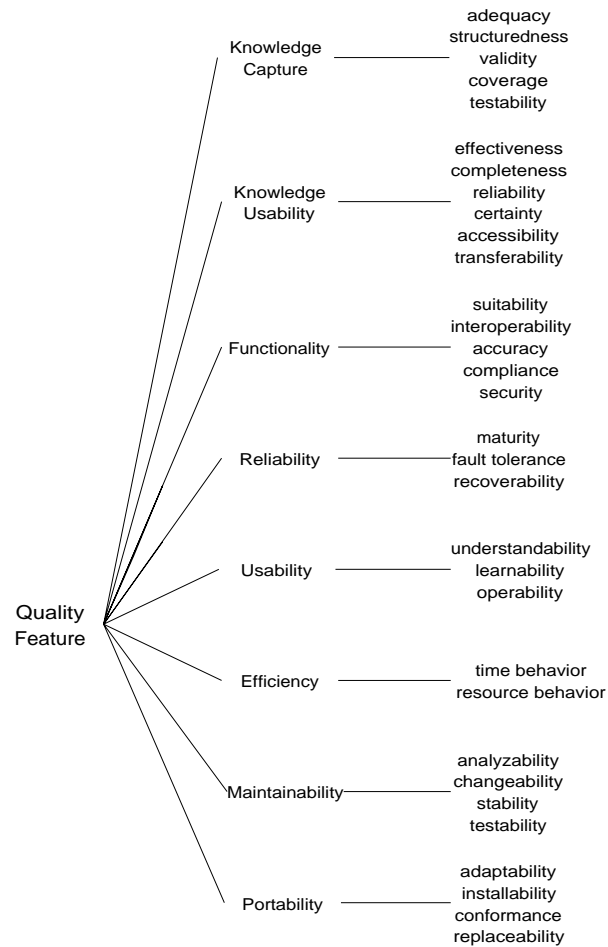 Quality
Feature
Knowledge
Capture
adequacy
structuredness
validity
coverage
testability
Knowledge
Usability
effectiveness
completeness
reliability
certainty
accessibility
transferability
Functionality
suitability
interoperability
accuracy
compliance
security
Reliability
maturity
fault tolerance
recoverability
Usability
understandability
learnability
operability
Efficiency
time behavior
resource behavior
Maintainability
analyzability
changeability
stability
testability
Portability
adaptability
installability
conformance
replaceability